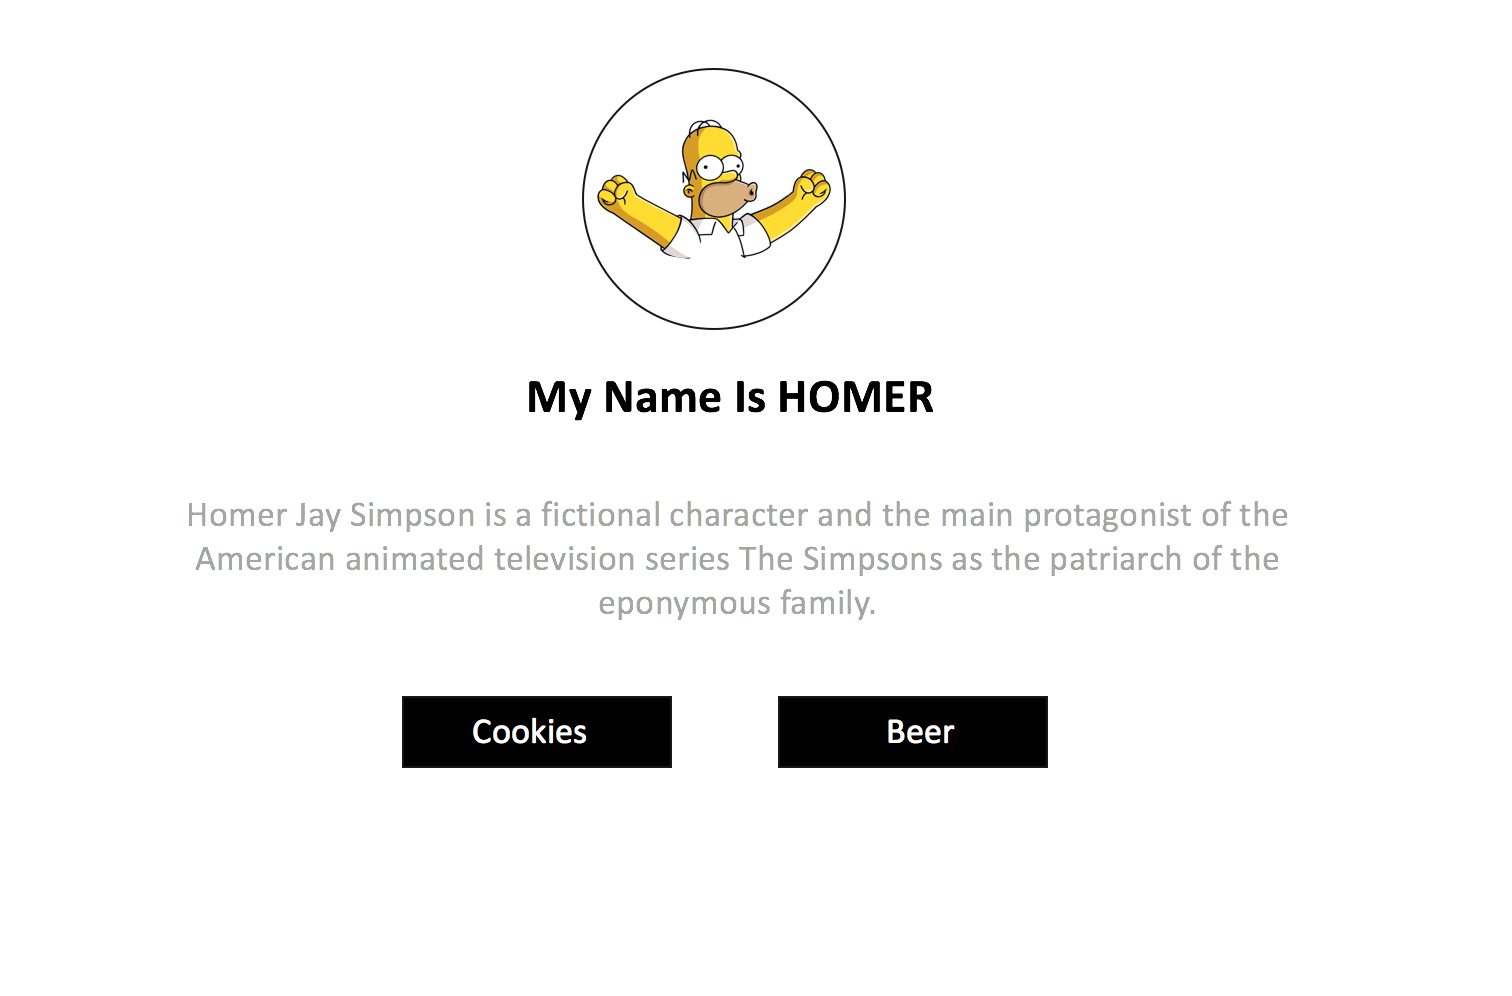 My Name Is HOMER
Homer Jay Simpson is a fictional character and the main protagonist of the
American animated television series The Simpsons as the patriarch of the
eponymous family.
Cookies
Beer